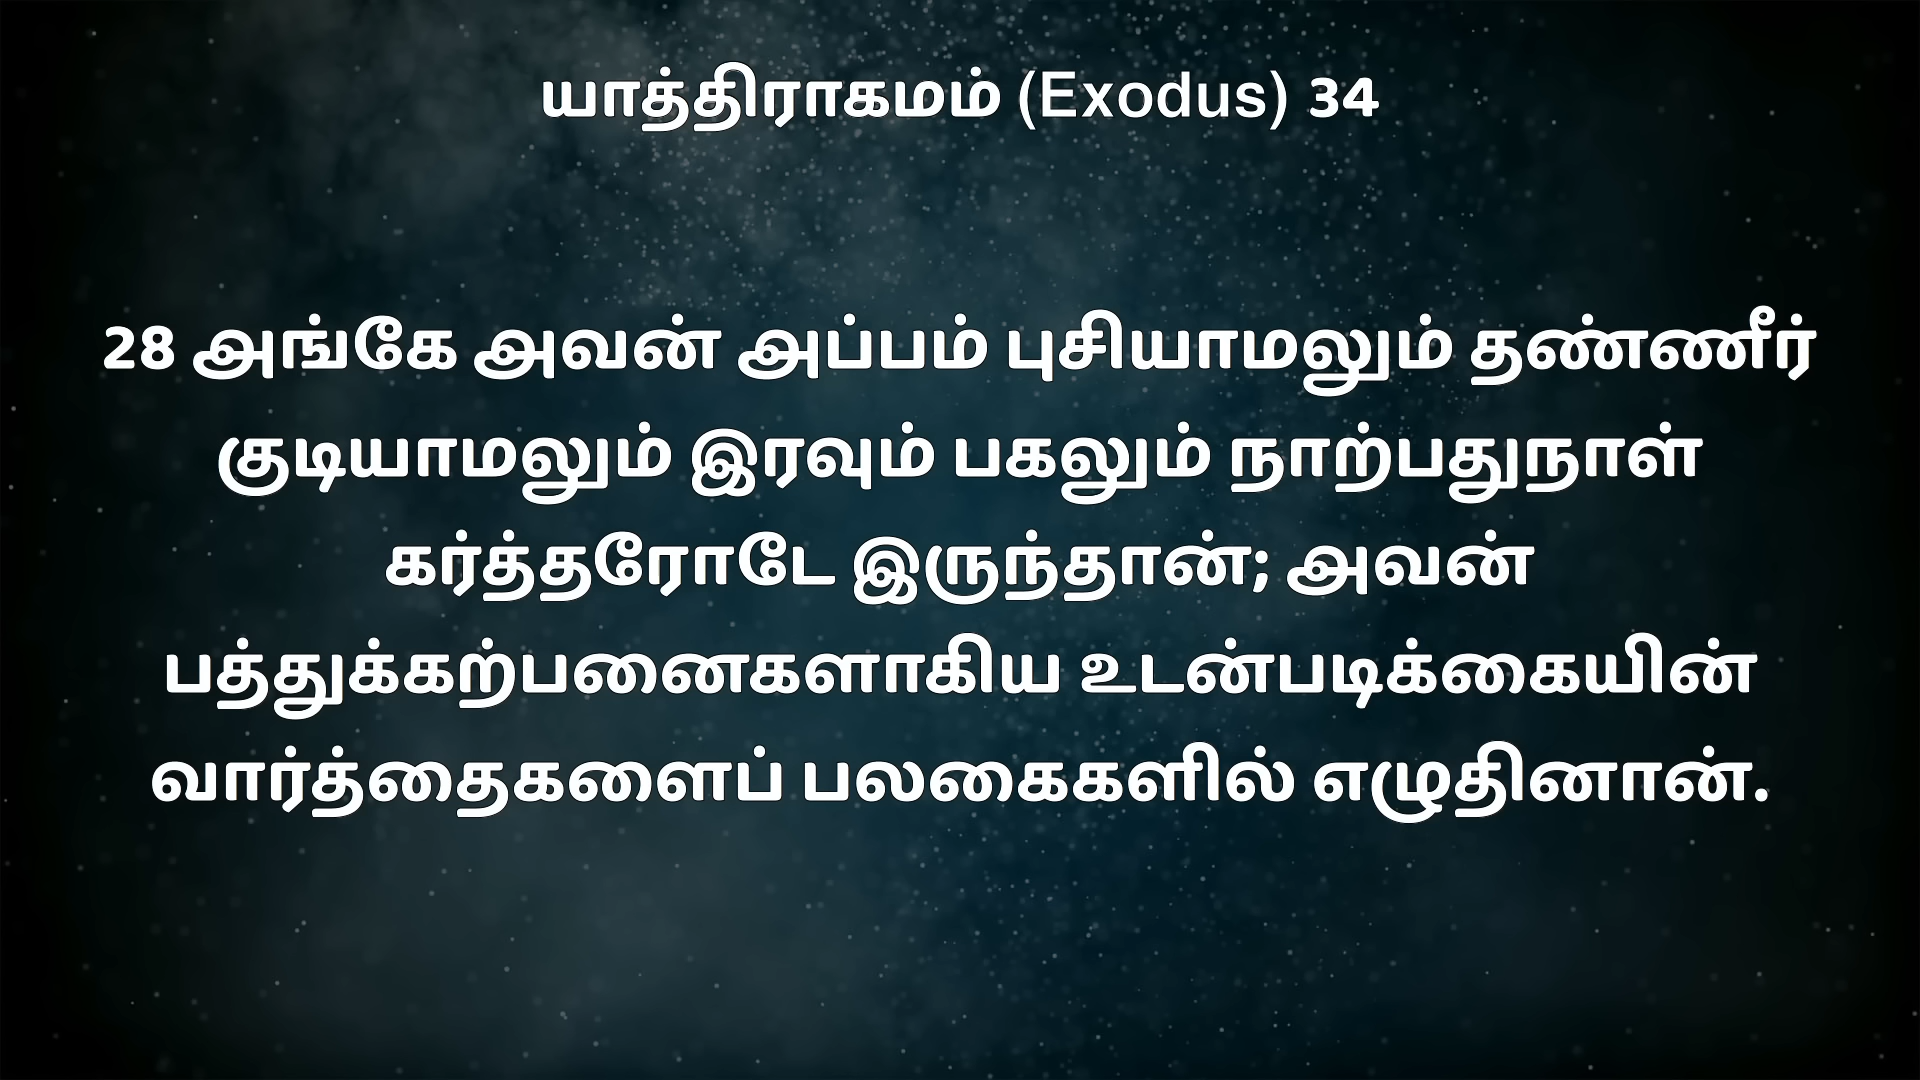 யாத்திராகமம் (Exodus) 34
28 அங்கே அவன் அப்பம் புசியாமலும் தண்ணீர்
குடியாமலும் இரவும் பகலும் நாற்பதுநாள்
கர்த்தரோடே இருந்தான்; அவன்
பத்துக்கற்பனைகளாகிய உடன்படிக்கையின்
வார்த்தைகளைப் பலகைகளில் எழுதினான்.